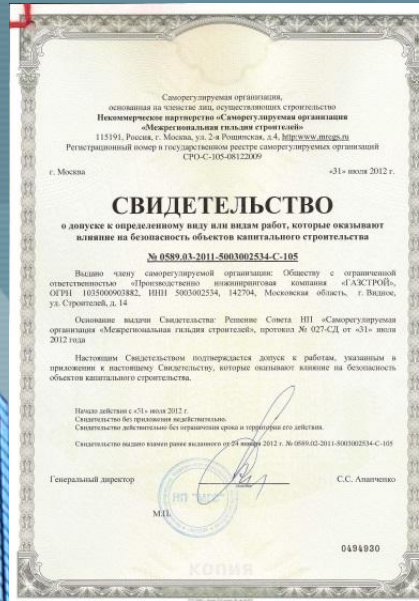 Саморегулируемая организация,
основанная на членстве лиц, осуществляющих строительство
Некоммерческое партнерство «Саморегулируемая организация
«Межрегиональная гильдия строителей»
115191, Россия, г. Москва, ул. 2-я Рощинская, д.4, http:www.mrcgs.ru
Регистрационный номер в государственном реестре саморегулируемых организаций
СРО-С-105-08122009
г. Москва «31» июля 2012 г.
СВИДЕТЕЛЬСТВО
о допуске к определенному виду или видам работ, которые оказывают
влияние на безопасность объектов капитального строительства
№ 0589.03-2011-5003002534-С-105
Выдано члену саморегулируемой организации: Обществу с ограниченной
ответственностью «Производственно инжиниринговая компания «ГАЗСТРОЙ»,
ОГРН 1035000903882, ИНН 5003002534, 142704, Московская область, г. Видное,
ул. Строителей, д. 14
Основание выдачи Свидетельства: Решение Совета НП «Саморегулируемая
организация «Межрегиональная гильдия строителей», протокол № 027-СД от «31» июля
2012 года
Настоящим Свидетельством подтверждается допуск к работам, указанным в
приложении к настоящему Свидетельству, которые оказывают влияние на безопасность
объектов капитального строительства.
Начало действия с «31» июля 2012 г.
Свидетельство без приложения недействительно.
Свидетельство действительно без ограничения срока и территории его действия.
Свидетельство выдано взамен ранее выданного от 24 января 2012 г. № 0589.02-2011-5003002534-С-105
Генеральный директор С.С. Ананченко
НП "МГС"
М.П.
0494930
КОПИЯ